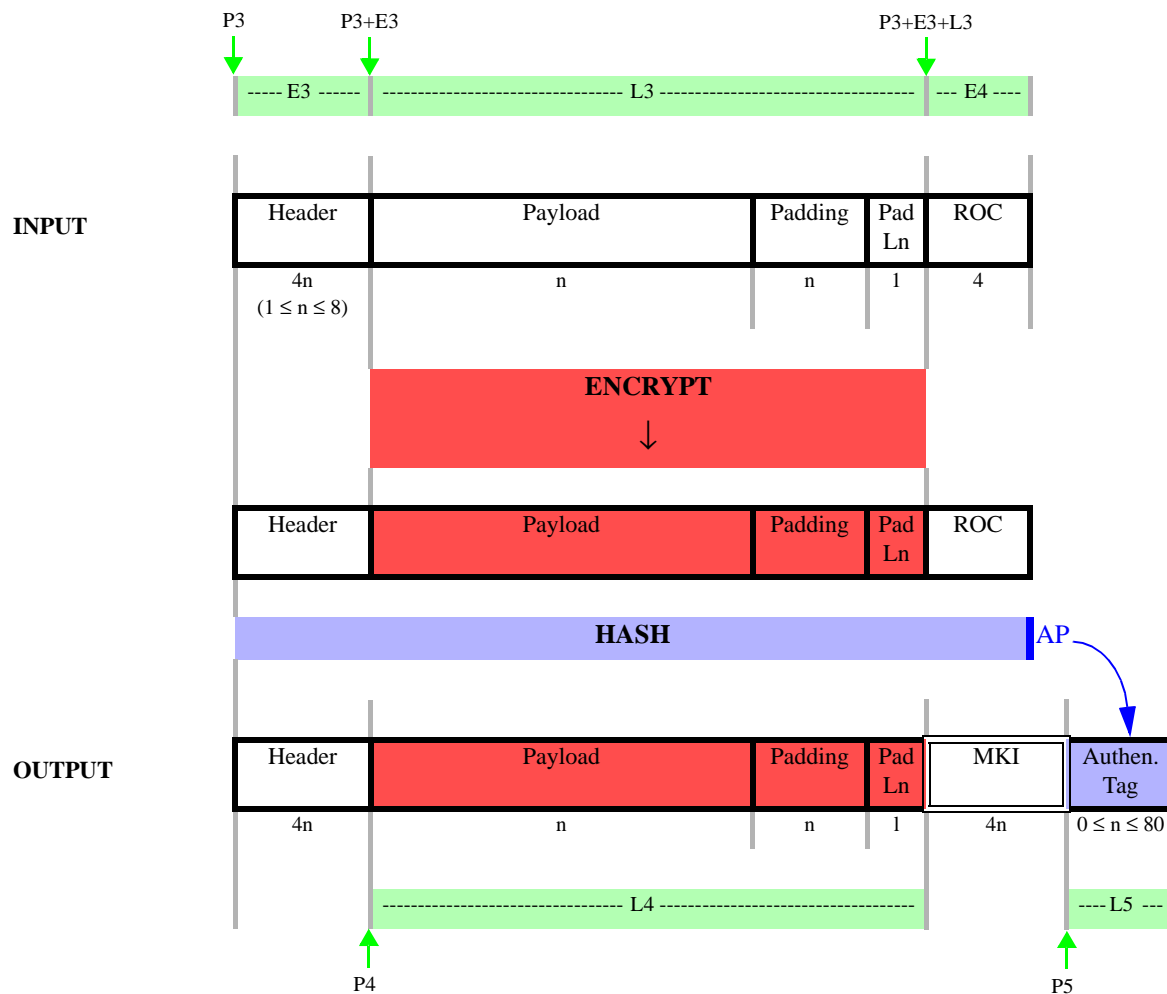 P3 P3+E3 P3+E3+L3
----- E3 ------ --------------------------------- L3 ----------------------------------- --- E4 ----
INPUT
Header Payload Padding Pad Ln ROC
4n n n 1 4
(1 ≤ n ≤ 8)
ENCRYPT
↓
Header Payload Padding Pad Ln ROC
HASH AP
OUTPUT
Header Payload Padding Pad Ln MKI Authen. Tag
4n n n 1 4n 0 ≤ n ≤ 80
--------------------------------- L4 ----------------------------------- ---- L5 ---
P4 P5